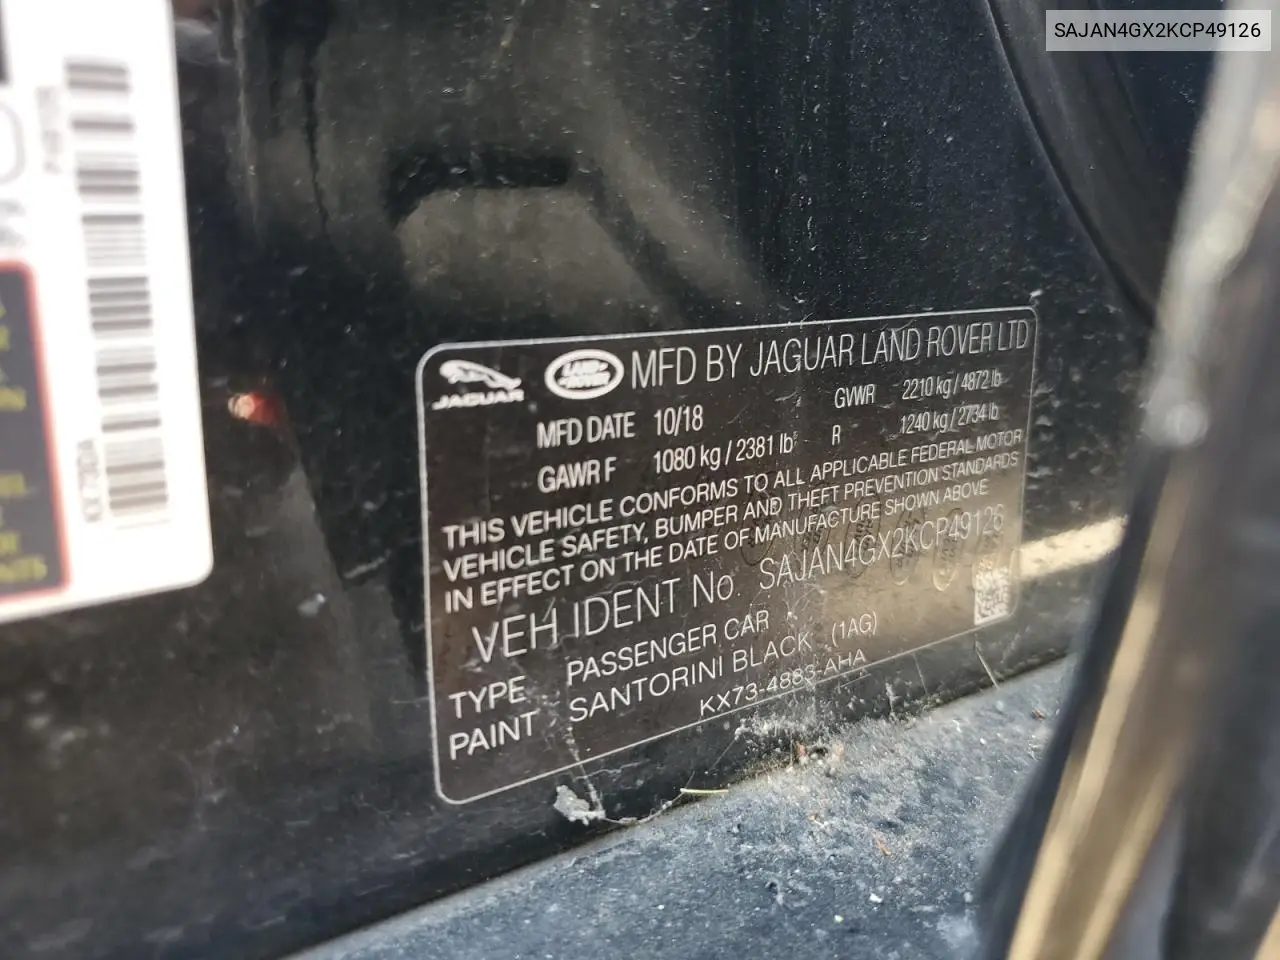 SAJAN4GX2KCP49126
JAGUAR
LAND ROVER
MFD BY JAGUAR LAND ROVER LTD
MFD DATE 10/18 GVWR 2210 kg / 4872 lb
GAWR F 1080 kg / 2381 lb R 1240 kg / 2734 lb
THIS VEHICLE CONFORMS TO ALL APPLICABLE FEDERAL MOTOR
VEHICLE SAFETY, BUMPER AND THEFT PREVENTION STANDARDS
IN EFFECT ON THE DATE OF MANUFACTURE SHOWN ABOVE
VEH IDENT No. SAJAN4GX2KCP49126
TYPE PASSENGER CAR
PAINT SANTORINI BLACK (1AG)
KX73-4883-AHA